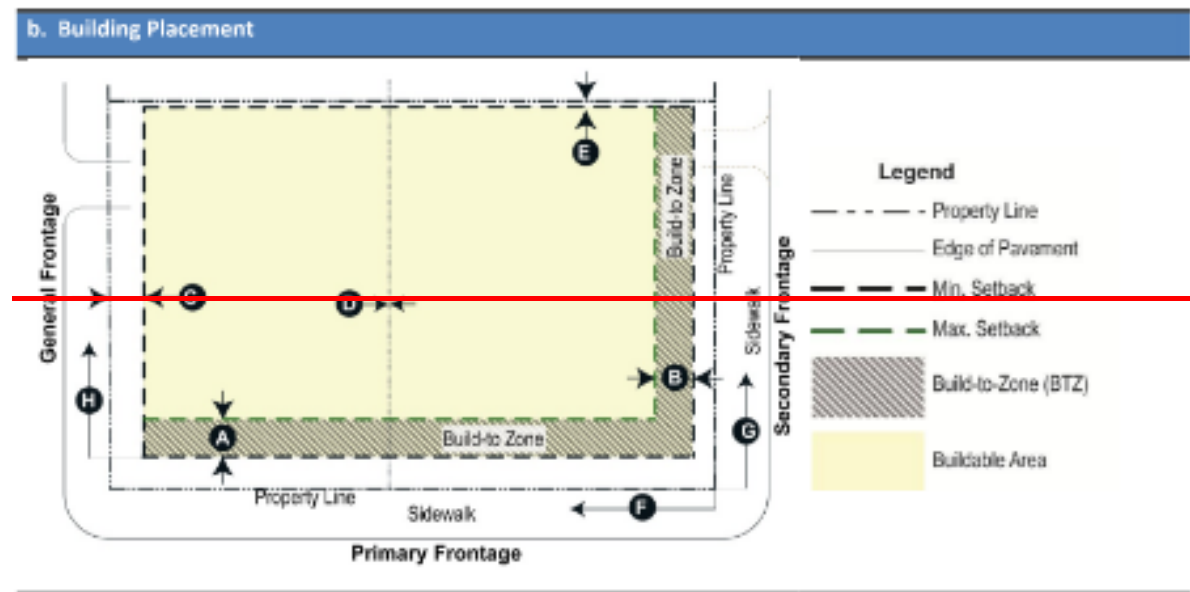 b. Building Placement
E
Build-to Zone
Property Line
Legend
Property Line
Edge of Pavement
General Frontage
C
D
Min. Setback
Sidewalk
Secondary Frontage
Max. Setback
B
Build-to-Zone (BTZ)
H
A
Build-to Zone
G
Buildable Area
Property Line
Sidewalk
F
Primary Frontage